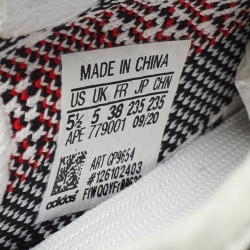 MADE IN CHINA
US UK FR JP CHN
5½ 5 38 235 235
APE 779001 09/20
ART GP9654
#126102403
adidas